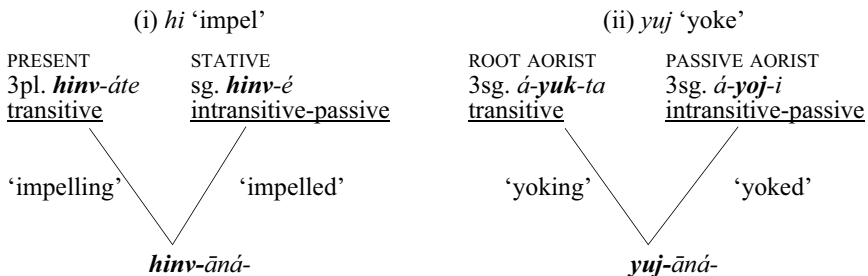 (i) hi ‘impel’ (ii) yuj ‘yoke’
PRESENT STATIVE ROOT AORIST PASSIVE AORIST
3pl. hinv-áte sg. hinv-é 3sg. á-yuk-ta 3sg. á-yoj-i
transitive intransitive-passive transitive intransitive-passive
‘impelling’ ‘impelled’ ‘yoking’ ‘yoked’
hinv-āná- yuj-āná-